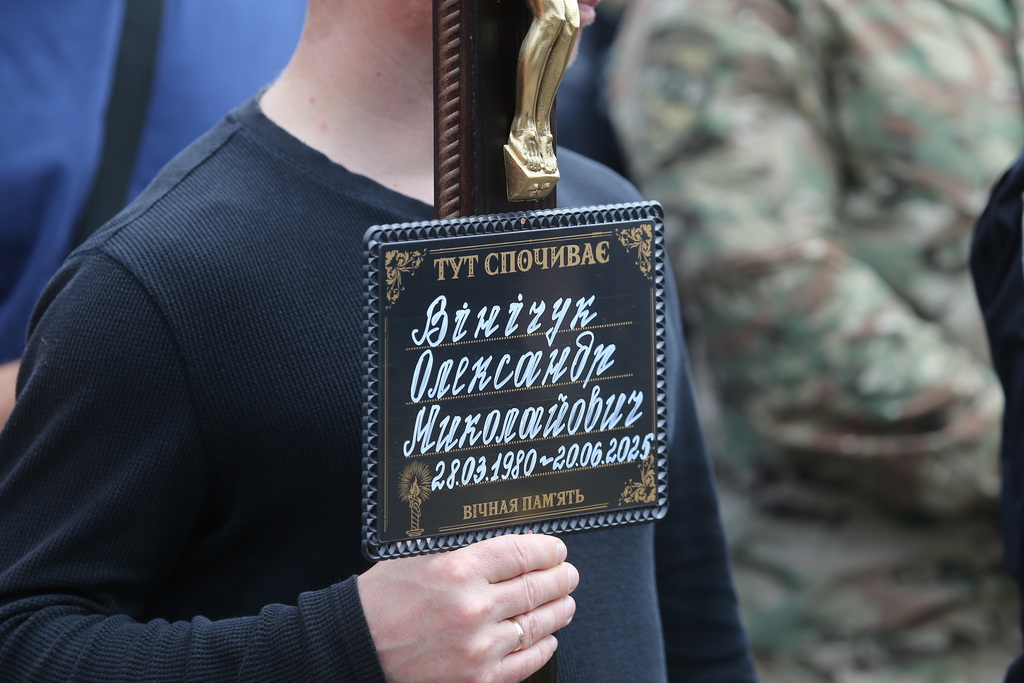 ТУТ СПОЧИВАЄ
Вінічук
Олександр
Миколайович
28.03.1980~20.06.2025
ВІЧНАЯ ПАМ'ЯТЬ